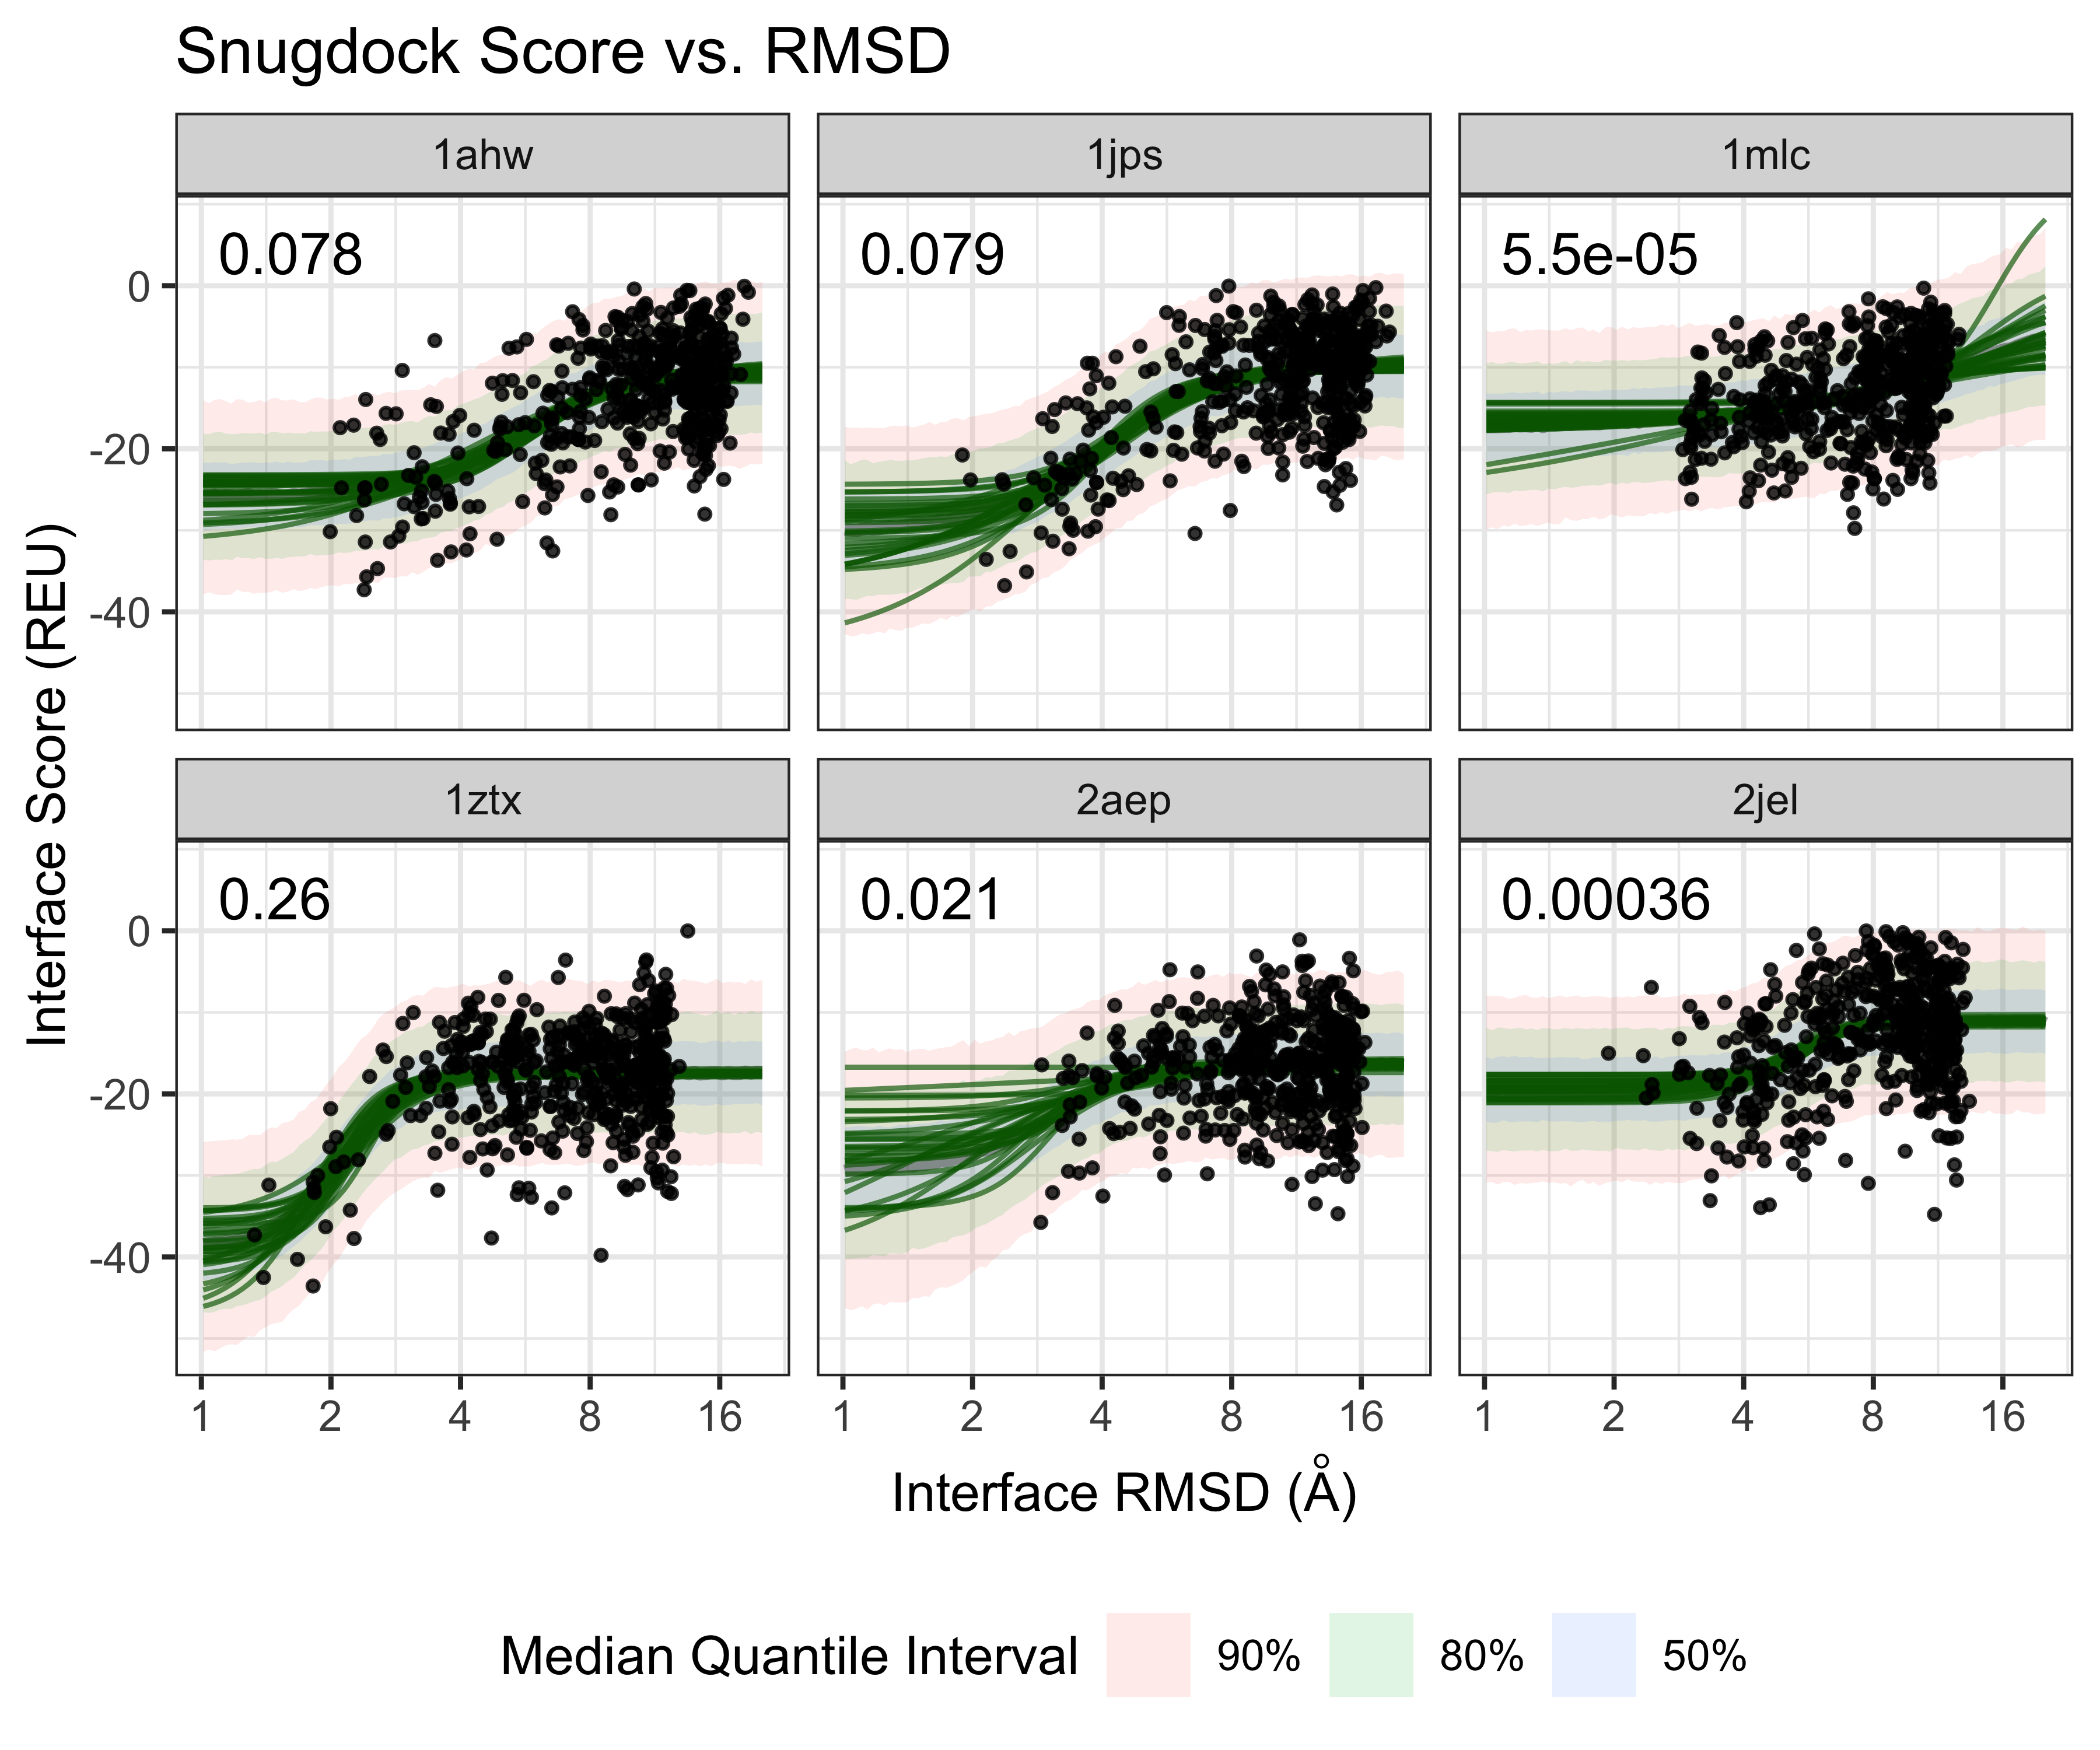 Snugdock Score vs. RMSD
1ahw 1jps 1mlc
0.078 0.079 5.5e-05
0
-20
-40
1ztx 2aep 2jel
0.26 0.021 0.00036
0
-20
-40
Interface Score (REU)
1 2 4 8 16 1 2 4 8 16 1 2 4 8 16
Interface RMSD (Å)
Median Quantile Interval 90% 80% 50%